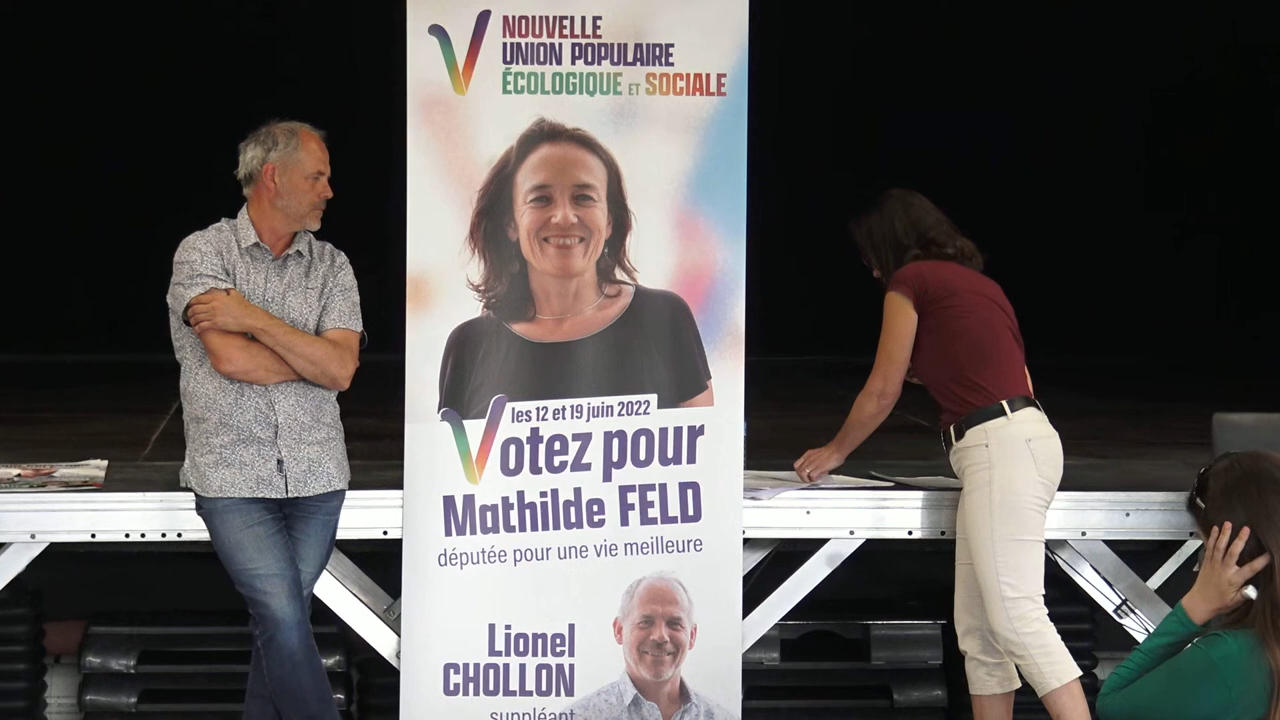 NOUVELLE
UNION POPULAIRE
ÉCOLOGIQUE ET SOCIALE
les 12 et 19 juin 2022
Votez pour
Mathilde FELD
députée pour une vie meilleure
Lionel
CHOLLON
suppléant